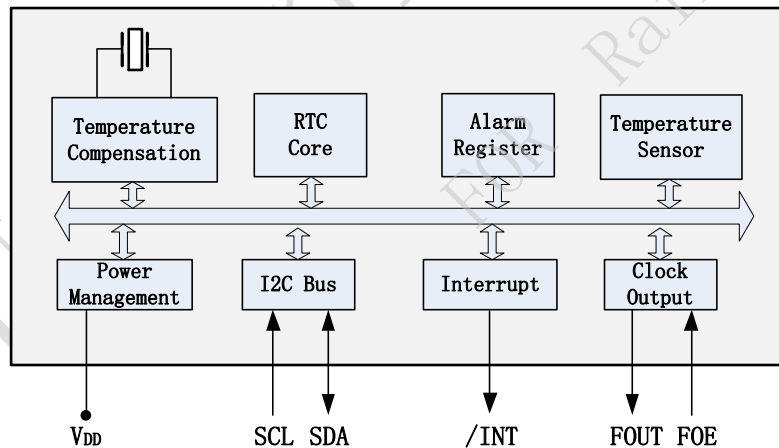 Temperature
Compensation
RTC
Core
Alarm
Register
Temperature
Sensor
Power
Management
I2C Bus
Interrupt
Clock
Output
VDD
SCL
SDA
/INT
FOUT
FOE
FOR